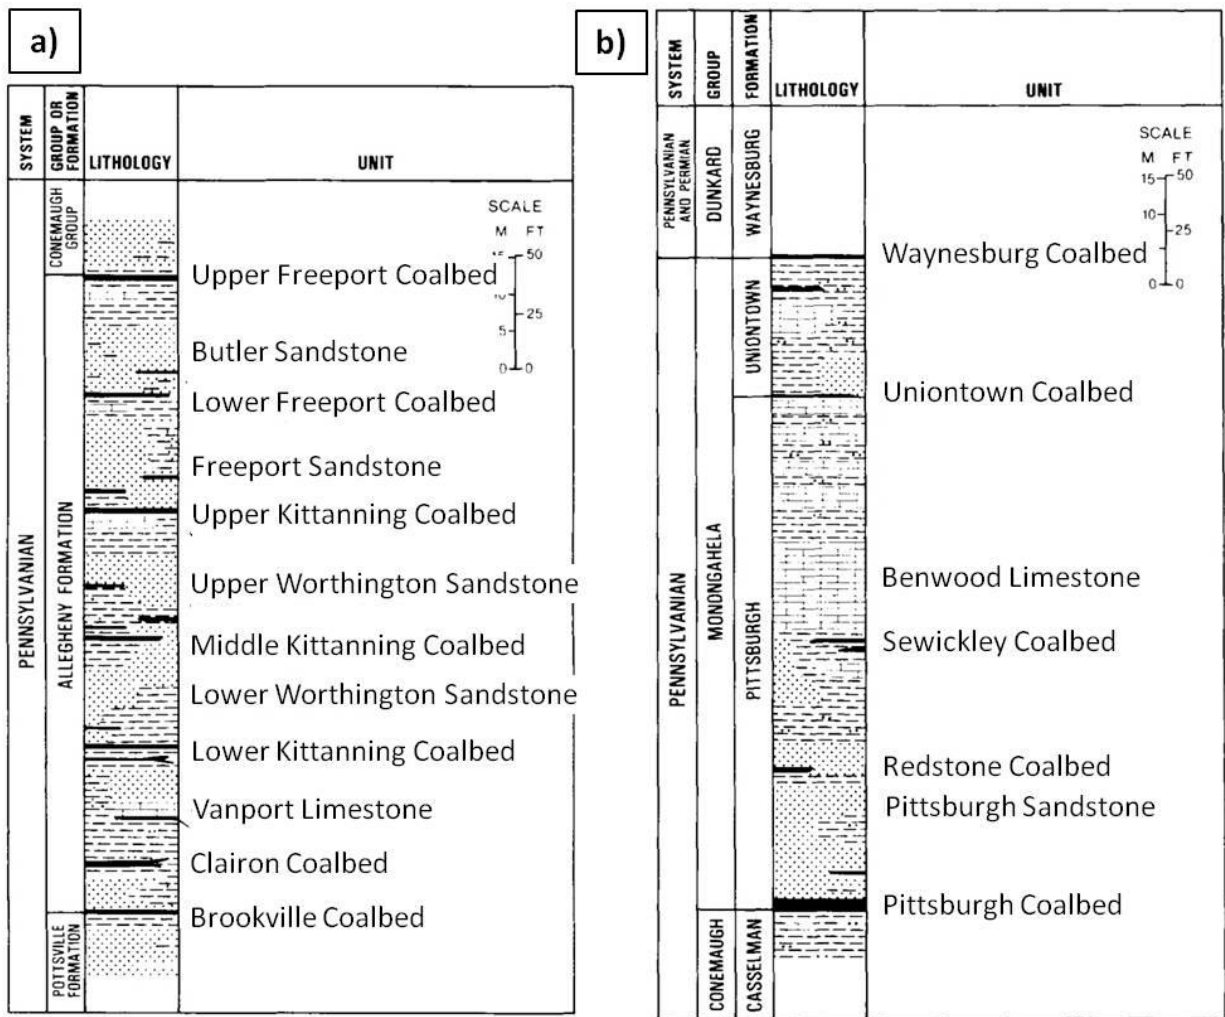 a)
SYSTEM
GROUP OR
FORMATION
LITHOLOGY
UNIT
PENNSYLVANIAN
CONEMAUGH
GROUP
ALLEGHENY FORMATION
POTTSVILLE
FORMATION
SCALE
M FT
50
25
5
0 0
Upper Freeport Coalbed
Butler Sandstone
Lower Freeport Coalbed
Freeport Sandstone
Upper Kittanning Coalbed
Upper Worthington Sandstone
Middle Kittanning Coalbed
Lower Worthington Sandstone
Lower Kittanning Coalbed
Vanport Limestone
Clairon Coalbed
Brookville Coalbed
b)
SYSTEM
GROUP
FORMATION
LITHOLOGY
UNIT
PENNSYLVANIAN
AND PERMIAN
DUNKARD
WAYNESBURG
PENNSYLVANIAN
MONONGAHELA
UNIONTOWN
PITTSBURGH
CONEMAUGH
CASSELMAN
SCALE
M FT
15 50
10
25
0 0
Waynesburg Coalbed
Uniontown Coalbed
Benwood Limestone
Sewickley Coalbed
Redstone Coalbed
Pittsburgh Sandstone
Pittsburgh Coalbed